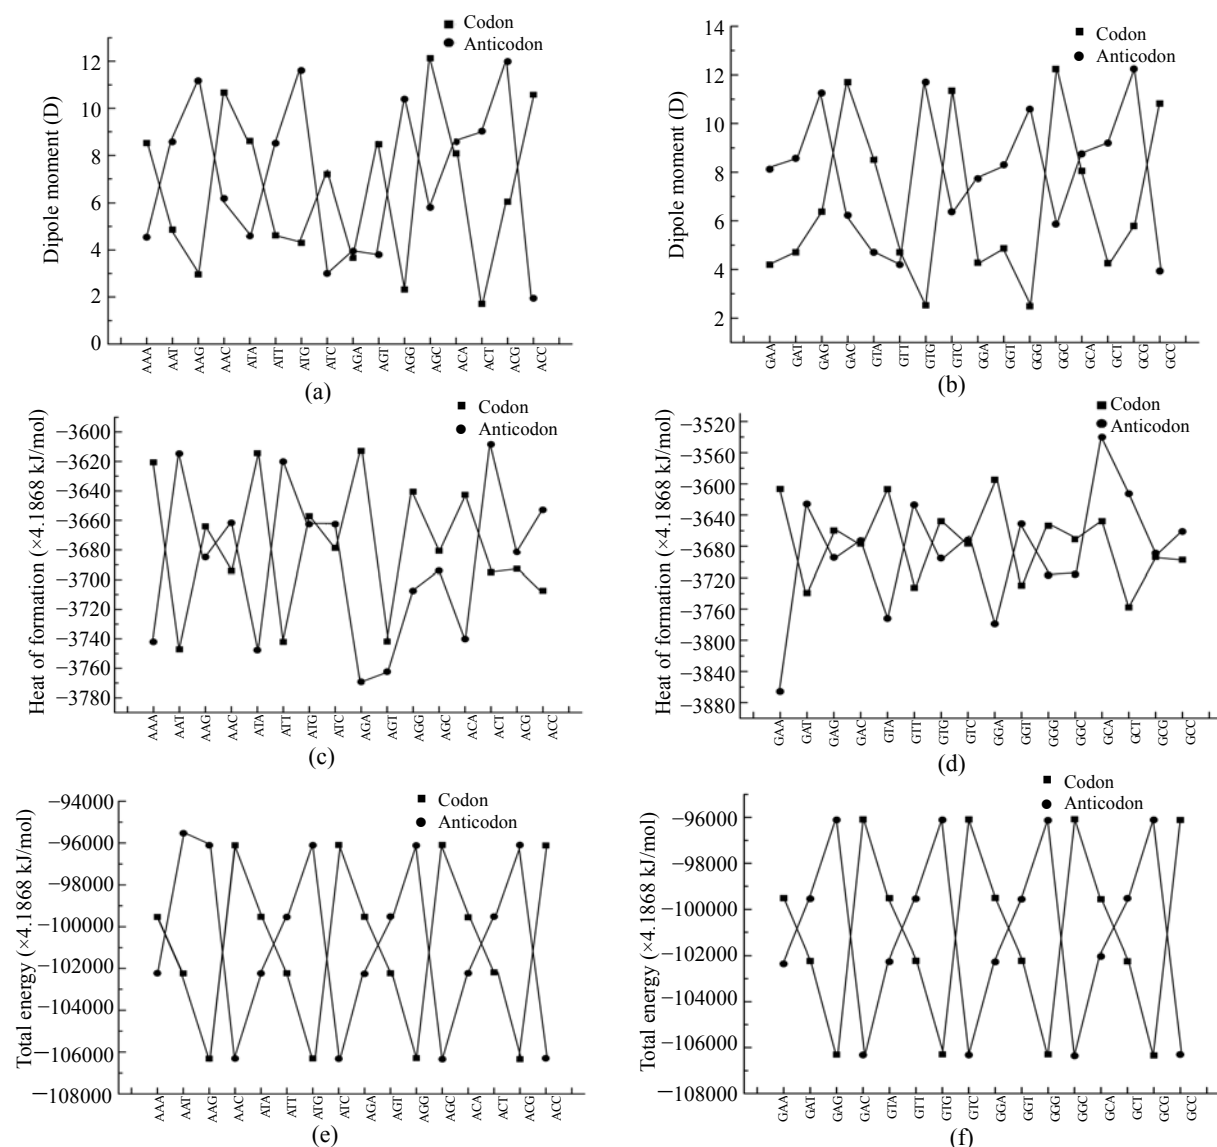 Codon
Anticodon
Dipole moment (D)
12
10
8
6
4
2
0
AAA
AAT
AAG
AAC
ATA
ATT
ATG
ATC
AGA
AGT
AGG
AGC
ACA
ACT
ACG
ACC
(a)
Codon
Anticodon
Dipole moment (D)
14
12
10
8
6
4
2
GAA
GAT
GAG
GAC
GTA
GTT
GTG
GTC
GGA
GGT
GGG
GGC
GCA
GCT
GCG
GCC
(b)
Codon
Anticodon
Heat of formation (×4.1868 kJ/mol)
−3600
−3620
−3640
−3660
−3680
−3700
−3720
−3740
−3760
−3780
AAA
AAT
AAG
AAC
ATA
ATT
ATG
ATC
AGA
AGT
AGG
AGC
ACA
ACT
ACG
ACC
(c)
Codon
Anticodon
Heat of formation (×4.1868 kJ/mol)
−3520
−3560
−3600
−3640
−3680
−3720
−3760
−3800
−3840
−3880
GAA
GAT
GAG
GAC
GTA
GTT
GTG
GTC
GGA
GGT
GGG
GGC
GCA
GCT
GCG
GCC
(d)
Codon
Anticodon
Total energy (×4.1868 kJ/mol)
−94000
−96000
−98000
−100000
−102000
−104000
−106000
−108000
AAA
AAT
AAG
AAC
ATA
ATT
ATG
ATC
AGA
AGT
AGG
AGC
ACA
ACT
ACG
ACC
(e)
Codon
Anticodon
Total energy (×4.1868 kJ/mol)
−96000
−98000
−100000
−102000
−104000
−106000
−108000
GAA
GAT
GAG
GAC
GTA
GTT
GTG
GTC
GGA
GGT
GGG
GGC
GCA
GCT
GCG
GCC
(f)